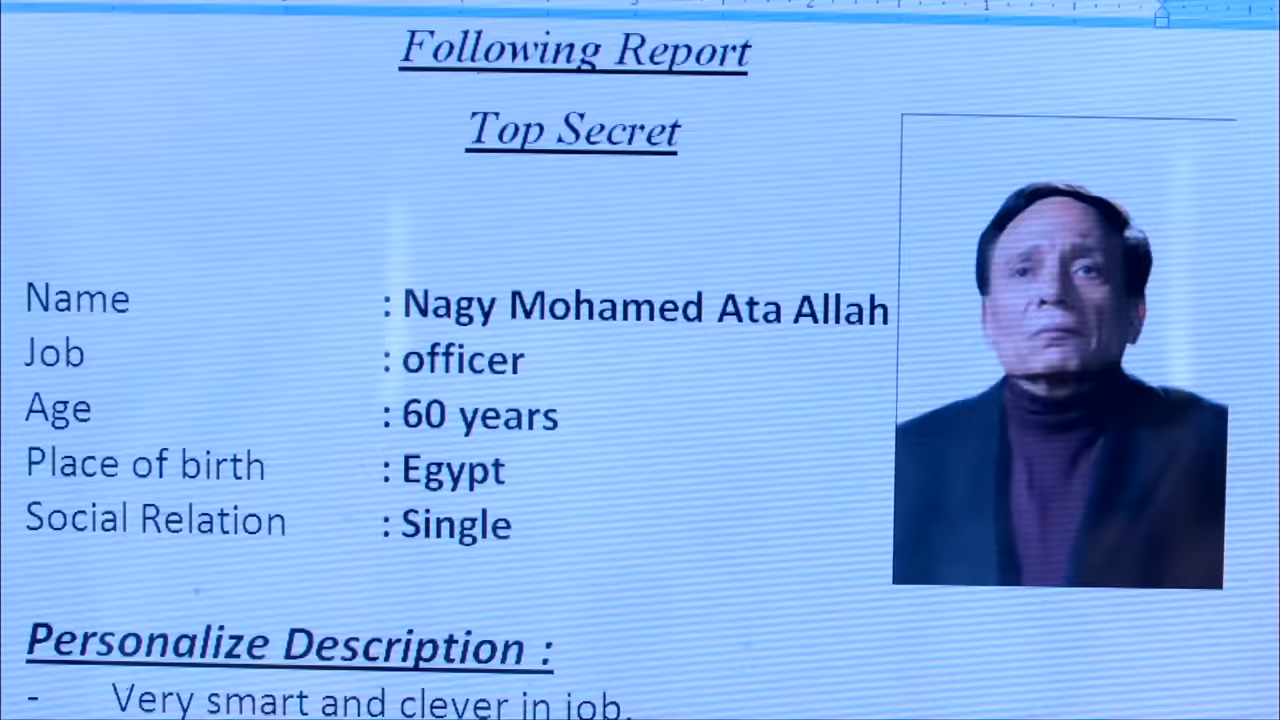 Following Report
Top Secret
Name : Nagy Mohamed Ata Allah
Job : officer
Age : 60 years
Place of birth : Egypt
Social Relation : Single
Personalize Description :
- Very smart and clever in job.